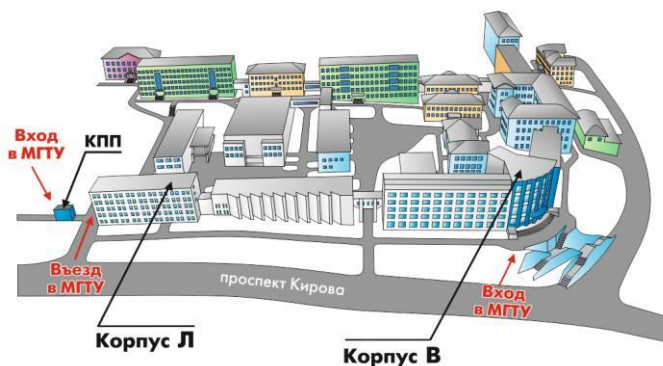 Вход
в МГТУ
КПП
Въезд
в МГТУ
проспект Кирова
Вход
в МГТУ
Корпус Л
Корпус В